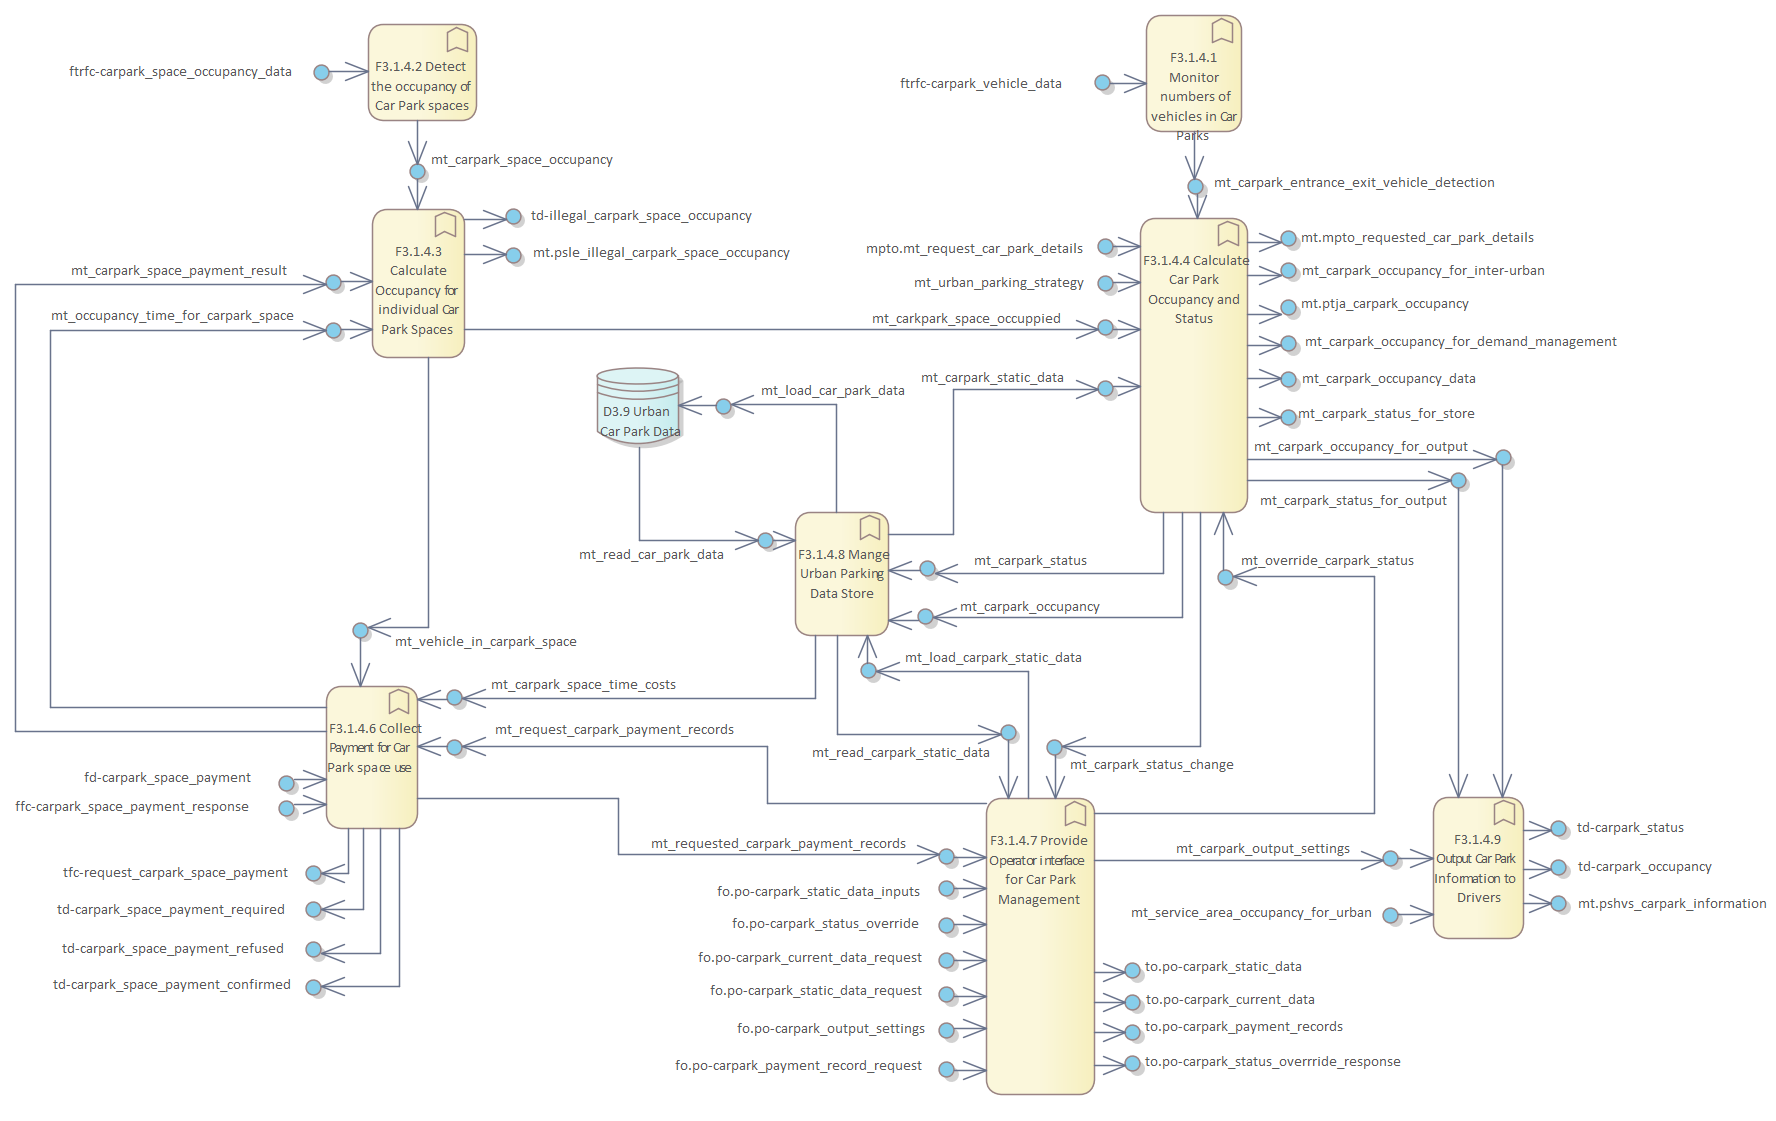 F3.1.4.2 Detect
the occupancy of
Car Park spaces
ftrfc-carpark_space_occupancy_data
F3.1.4.1
Monitor
numbers of
vehicles in Car
Parks
ftrfc-carpark_vehicle_data
mt_carpark_space_occupancy
mt_carpark_entrance_exit_vehicle_detection
F3.1.4.3
Calculate
Occupancy for
individual Car
Park Spaces
td-illegal_carpark_space_occupancy
mt.psle_illegal_carpark_space_occupancy
mt_carpark_space_payment_result
mt_occupancy_time_for_carpark_space
mpto.mt_request_car_park_details
mt_urban_parking_strategy
mt_carkpark_space_occuppied
mt_carpark_static_data
F3.1.4.4 Calculate
Car Park
Occupancy and
Status
mt.mpto_requested_car_park_details
mt_carpark_occupancy_for_inter-urban
mt.ptja_carpark_occupancy
mt_carpark_occupancy_for_demand_management
mt_carpark_occupancy_data
mt_carpark_status_for_store
mt_carpark_occupancy_for_output
mt_carpark_status_for_output
D3.9 Urban
Car Park Data
mt_load_car_park_data
mt_read_car_park_data
F3.1.4.8 Mange
Urban Parking
Data Store
mt_carpark_status
mt_override_carpark_status
mt_carpark_occupancy
mt_load_carpark_static_data
mt_vehicle_in_carpark_space
mt_carpark_space_time_costs
mt_request_carpark_payment_records
mt_read_carpark_static_data
mt_carpark_status_change
F3.1.4.6 Collect
Payment for Car
Park space use
fd-carpark_space_payment
ffc-carpark_space_payment_response
tfc-request_carpark_space_payment
td-carpark_space_payment_required
td-carpark_space_payment_refused
td-carpark_space_payment_confirmed
mt_requested_carpark_payment_records
fo.po-carpark_static_data_inputs
fo.po-carpark_status_override
fo.po-carpark_current_data_request
fo.po-carpark_static_data_request
fo.po-carpark_output_settings
fo.po-carpark_payment_record_request
F3.1.4.7 Provide
Operator interface
for Car Park
Management
mt_carpark_output_settings
mt_service_area_occupancy_for_urban
to.po-carpark_static_data
to.po-carpark_current_data
to.po-carpark_payment_records
to.po-carpark_status_overrride_response
F3.1.4.9
Output Car Park
Information to
Drivers
td-carpark_status
td-carpark_occupancy
mt.pshvs_carpark_information